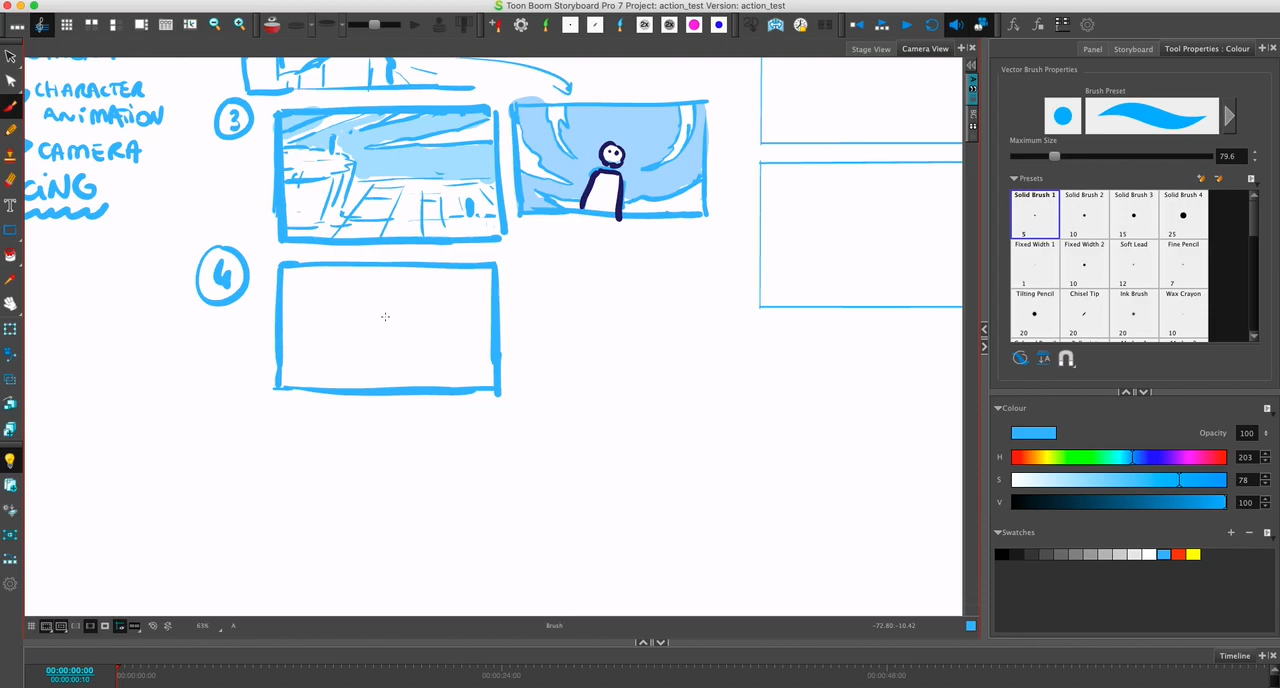 Toon Boom Storyboard Pro 7 Project: action_test Version: action_test
Stage View
Camera View
Panel
Storyboard
Tool Properties : Colour
Vector Brush Properties
Brush Preset
Maximum Size
79.6
Presets
Solid Brush 1
Solid Brush 2
Solid Brush 3
Solid Brush 4
5
10
15
25
Fixed Width 1
Fixed Width 2
Soft Lead
Fine Pencil
1
10
12
7
Tilting Pencil
Chisel Tip
Ink Brush
Wax Crayon
20
20
20
10
CHARACTER
ANIMATION
CAMERA
CING
3
4
Colour
Opacity 100
H 203
S 78
V 100
Swatches
63%
A
Brush
-72.80:-10.42
Timeline
00:00:00:00
00:00:00:10
00:00:00:00
00:00:24:00
00:00:48:00